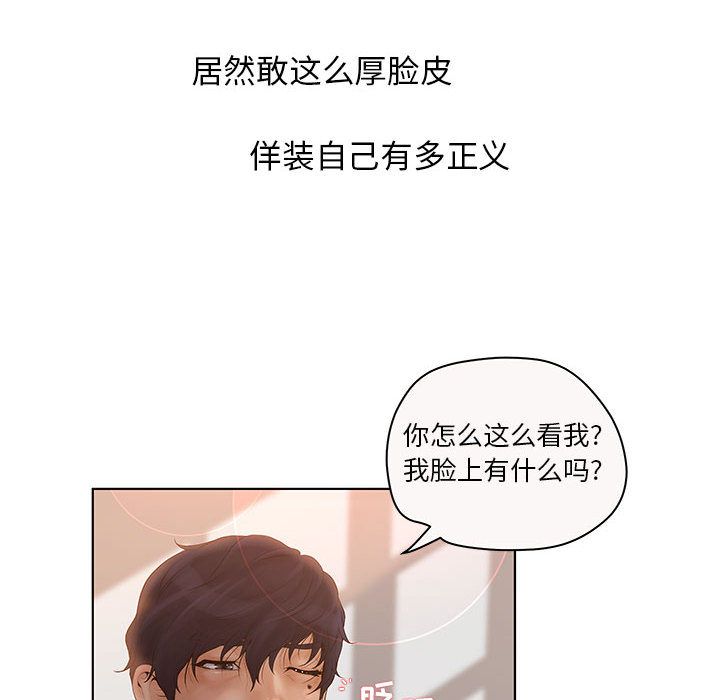 居然敢这么厚脸皮
佯装自己有多正义
你怎么这么看我?
我脸上有什么吗?
眨